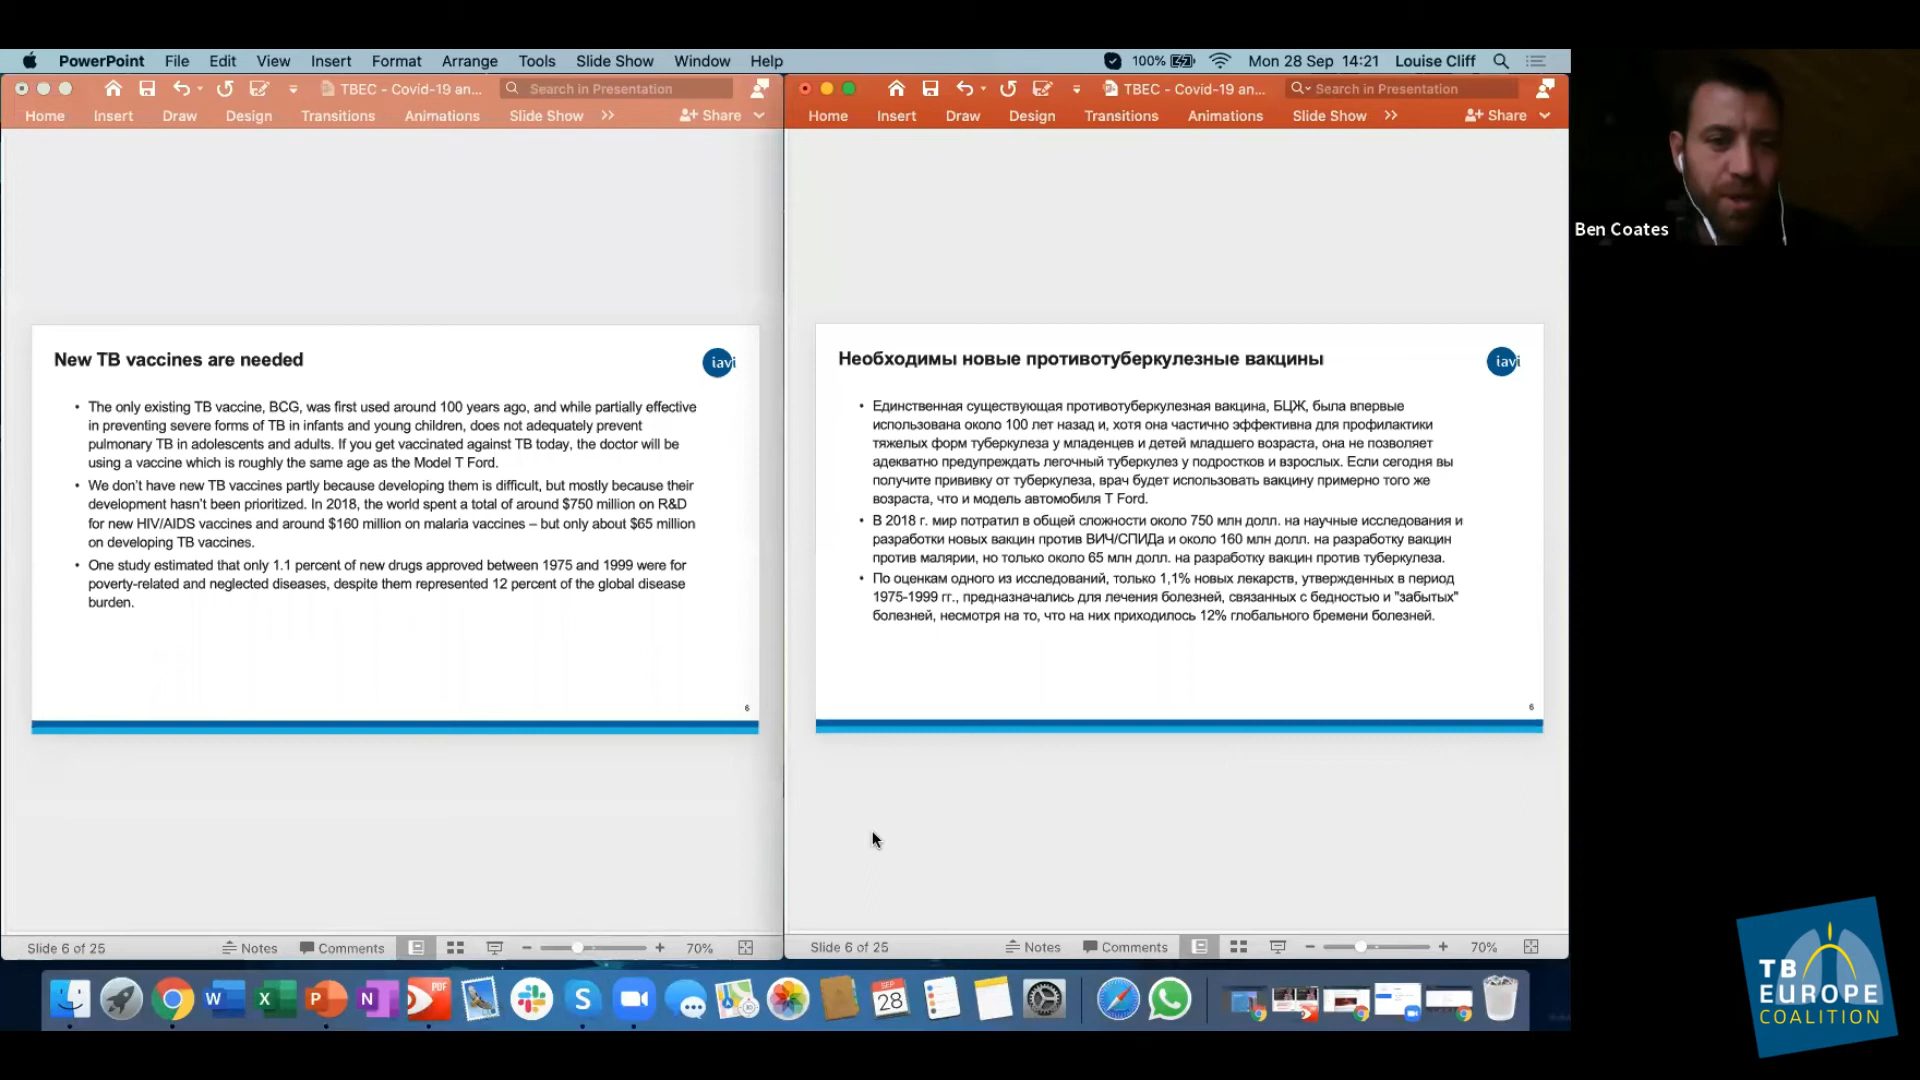 PowerPoint File Edit View Insert Format Arrange Tools Slide Show Window Help 100% Mon 28 Sep 14:21 Louise Cliff
TBEC - Covid-19 an... Search in Presentation
Home Insert Draw Design Transitions Animations Slide Show >> Share
New TB vaccines are needed
iavi
• The only existing TB vaccine, BCG, was first used around 100 years ago, and while partially effective
in preventing severe forms of TB in infants and young children, does not adequately prevent
pulmonary TB in adolescents and adults. If you get vaccinated against TB today, the doctor will be
using a vaccine which is roughly the same age as the Model T Ford.
• We don't have new TB vaccines partly because developing them is difficult, but mostly because their
development hasn't been prioritized. In 2018, the world spent a total of around $750 million on R&D
for new HIV/AIDS vaccines and around $160 million on malaria vaccines – but only about $65 million
on developing TB vaccines.
• One study estimated that only 1.1 percent of new drugs approved between 1975 and 1999 were for
poverty-related and neglected diseases, despite them represented 12 percent of the global disease
burden.
6
Slide 6 of 25 Notes Comments 70%
TBEC - Covid-19 an... Search in Presentation
Home Insert Draw Design Transitions Animations Slide Show >> Share
Необходимы новые противотуберкулезные вакцины
iavi
• Единственная существующая противотуберкулезная вакцина, БЦЖ, была впервые
использована около 100 лет назад и, хотя она частично эффективна для профилактики
тяжелых форм туберкулеза у младенцев и детей младшего возраста, она не позволяет
адекватно предупреждать легочный туберкулез у подростков и взрослых. Если сегодня вы
получите прививку от туберкулеза, врач будет использовать вакцину примерно того же
возраста, что и модель автомобиля T Ford.
• В 2018 г. мир потратил в общей сложности около 750 млн долл. на научные исследования и
разработки новых вакцин против ВИЧ/СПИДа и около 160 млн долл. на разработку вакцин
против малярии, но только около 65 млн долл. на разработку вакцин против туберкулеза.
• По оценкам одного из исследований, только 1,1% новых лекарств, утвержденных в период
1975-1999 гг., предназначались для лечения болезней, связанных с бедностью и "забытых"
болезней, несмотря на то, что на них приходилось 12% глобального бремени болезней.
6
Slide 6 of 25 Notes Comments 70%
Ben Coates
W X P N PDF S SEP 28
TB
EUROPE
COALITION